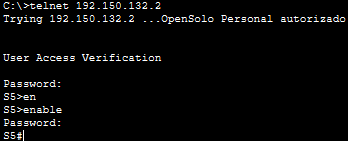 C:\>telnet 192.150.132.2
Trying 192.150.132.2 ...OpenSolo Personal autorizado
User Access Verification
Password:
S5>en
S5>enable
Password:
S5#